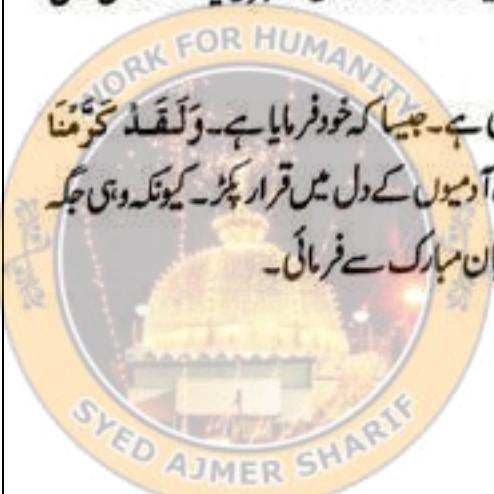 ی ہے۔ جیسا کہ خود فرمایا ہے۔ وَلَقَدْ كَرَّمْنَا
آدمیوں کے دل میں قرار پکڑ۔ کیونکہ وہی جگہ
ان مبارک سے فرمائی۔
WORK FOR HUMANITY
SYED AJMER SHARIF